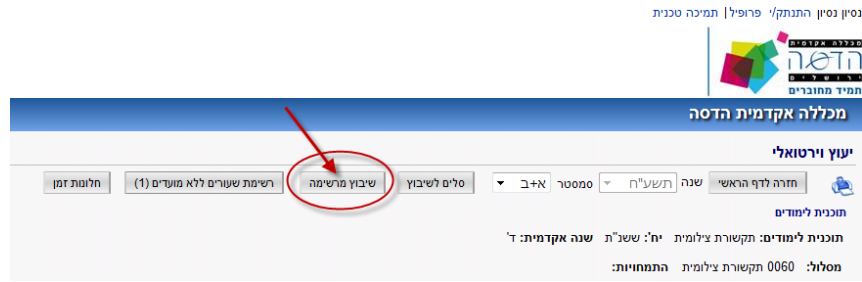 נסיון נסיון התנתק/י פרופיל | תמיכה טכנית
מכללה אקדמית
הדסה
ירושלים
תמיד מחוברים
מכללה אקדמית הדסה
יעוץ וירטואלי
חזרה לדף הראשי שנה תשע"ח סמסטר א+ב סלים לשיבוץ שיבוץ מרשימה רשימת שעורים ללא מועדים (1) חלונות זמן
תוכנית לימודים
תוכנית לימודים: תקשורת צילומית יח': ששנ"ת שנה אקדמית: ד'
מסלול: 0060 תקשורת צילומית התמחויות: